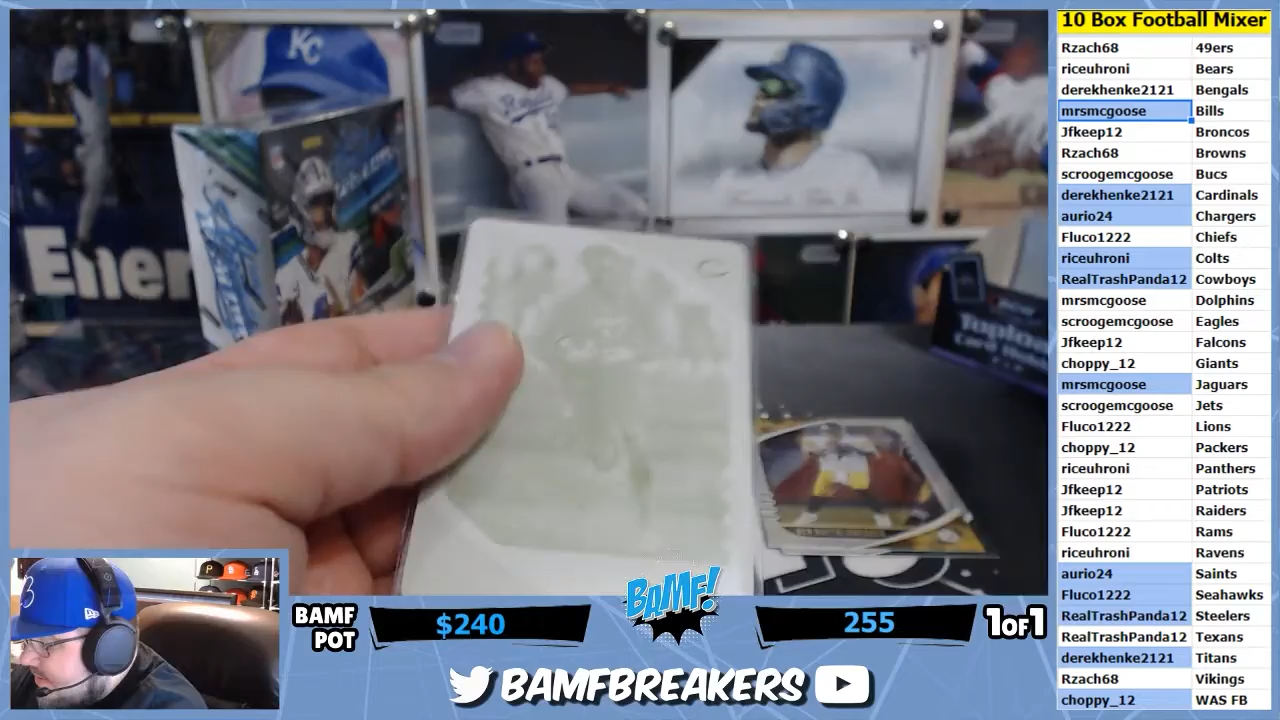 10 Box Football Mixer
Rzach68 49ers
riceuhroni Bears
derekhenke2121 Bengals
mrsmcgoose Bills
Jfkeep12 Broncos
Rzach68 Browns
scroogemcgoose Bucs
derekhenke2121 Cardinals
aurio24 Chargers
Fluco1222 Chiefs
riceuhroni Colts
RealTrashPanda12 Cowboys
mrsmcgoose Dolphins
scroogemcgoose Eagles
Jfkeep12 Falcons
choppy_12 Giants
mrsmcgoose Jaguars
scroogemcgoose Jets
Fluco1222 Lions
choppy_12 Packers
riceuhroni Panthers
Jfkeep12 Patriots
Jfkeep12 Raiders
Fluco1222 Rams
riceuhroni Ravens
aurio24 Saints
Fluco1222 Seahawks
RealTrashPanda12 Steelers
RealTrashPanda12 Texans
derekhenke2121 Titans
Rzach68 Vikings
choppy_12 WAS FB
KC
Ener
BAMF POT
$240
BAMF!
255
1OF1
BAMFBREAKERS